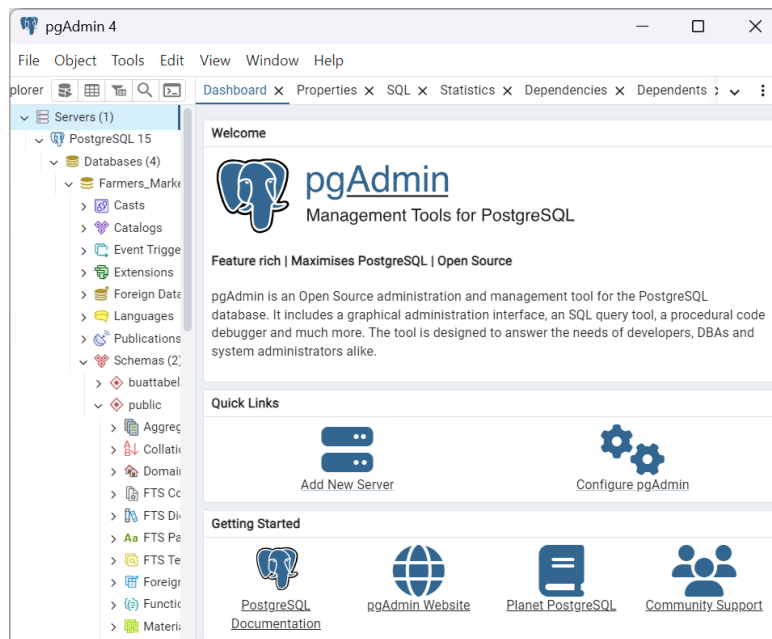 pgAdmin 4
File Object Tools Edit View Window Help
plorer
Dashboard Properties SQL Statistics Dependencies Dependents
Servers (1)
PostgreSQL 15
Databases (4)
Farmers_Marke
Casts
Catalogs
Event Trigge
Extensions
Foreign Data
Languages
Publications
Schemas (2)
buattabel
public
Aggreg
Collatio
Domai
FTS Co
FTS Di
Aa FTS Pa
FTS Te
Foreign
Functio
Materia
Welcome
pgAdmin
Management Tools for PostgreSQL
Feature rich | Maximises PostgreSQL | Open Source
pgAdmin is an Open Source administration and management tool for the PostgreSQL
database. It includes a graphical administration interface, an SQL query tool, a procedural code
debugger and much more. The tool is designed to answer the needs of developers, DBAs and
system administrators alike.
Quick Links
Add New Server
Configure pgAdmin
Getting Started
PostgreSQL
Documentation
pgAdmin Website
Planet PostgreSQL
Community Support